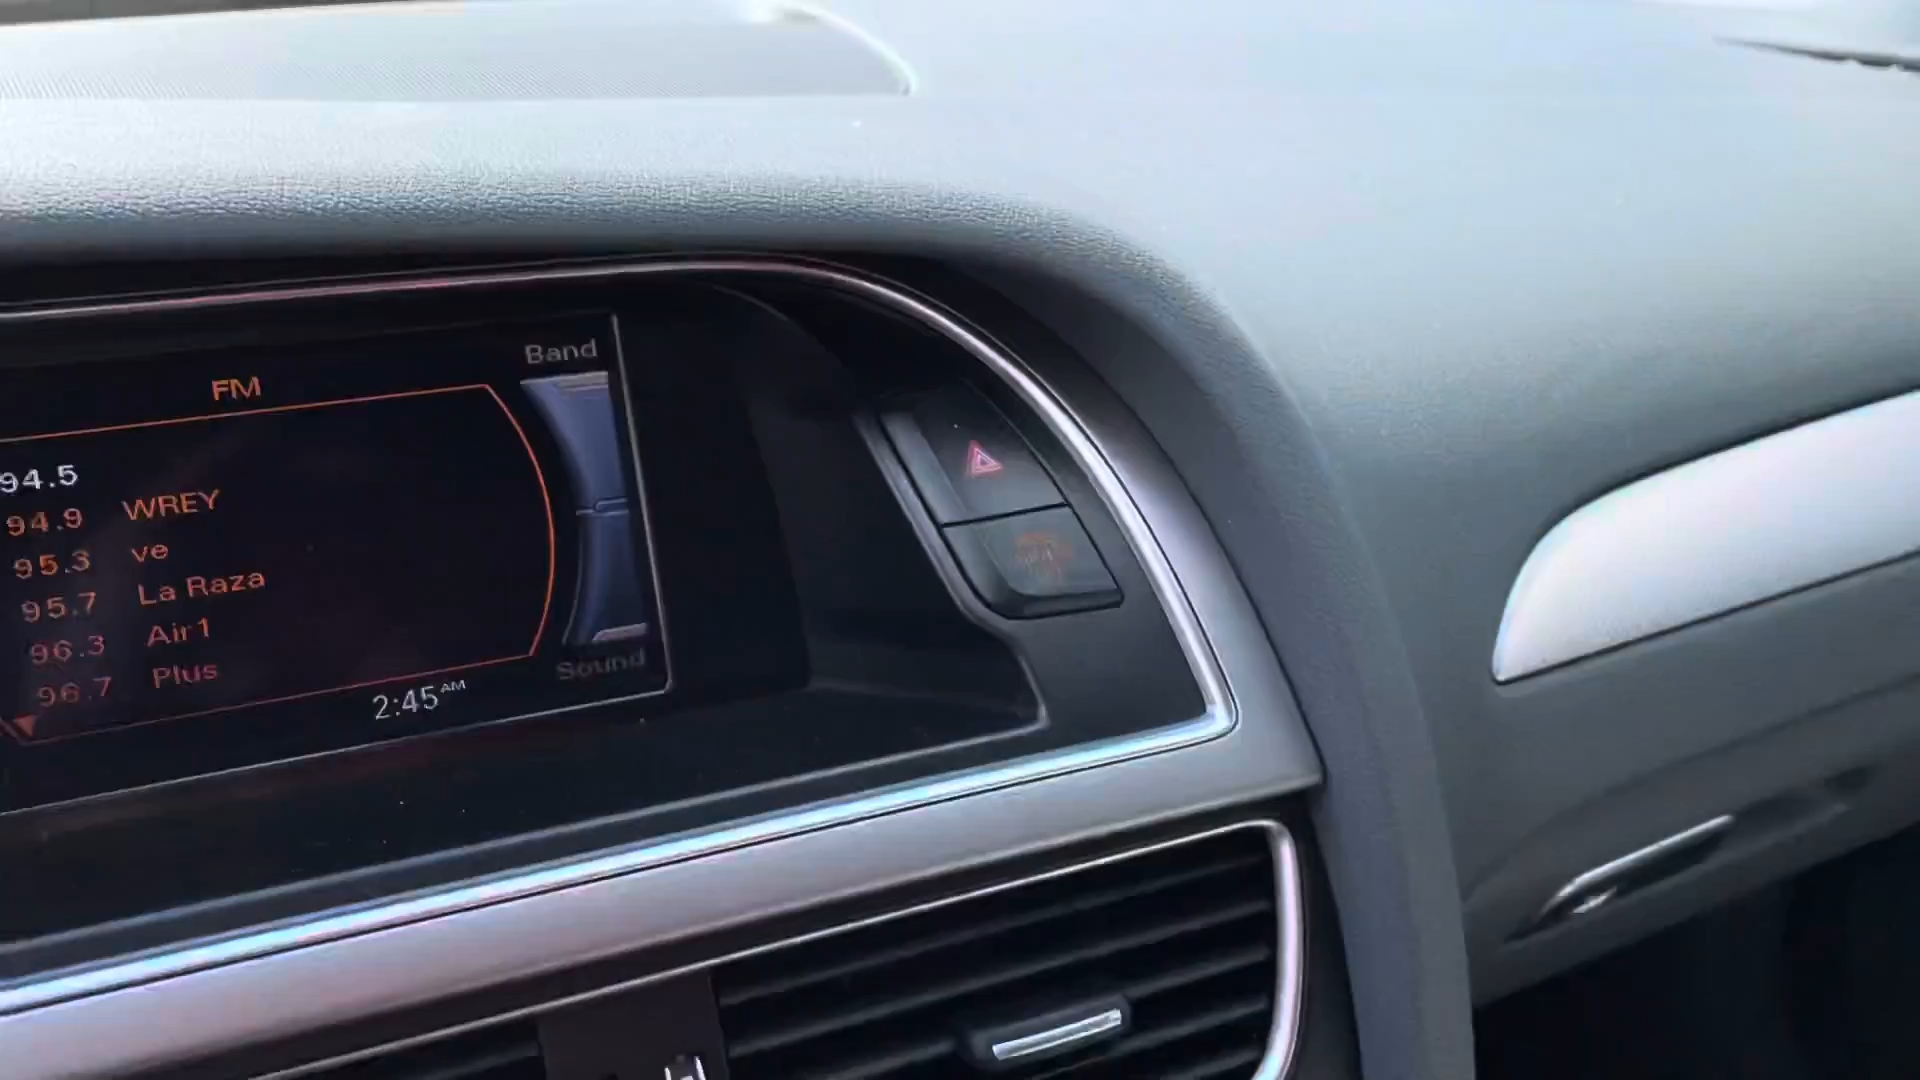 Band
FM
94.5
94.9 WREY
95.3 ve
95.7 La Raza
96.3 Air1
96.7 Plus
Sound
2:45 AM